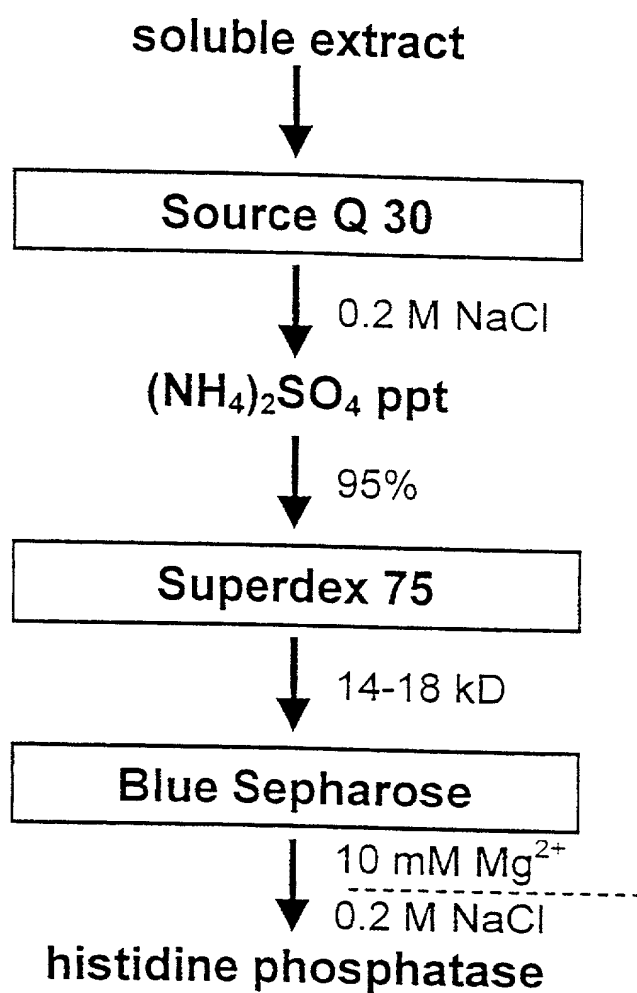 soluble extract
Source Q 30
0.2 M NaCl
(NH₄)₂SO₄ ppt
95%
Superdex 75
14-18 kD
Blue Sepharose
10 mM Mg²⁺
0.2 M NaCl
histidine phosphatase